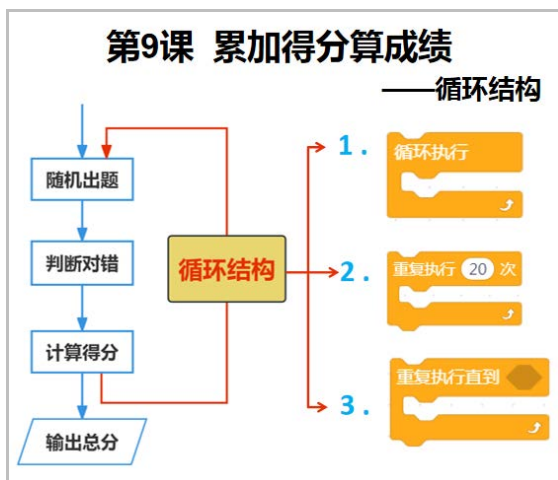 第9课 累加得分算成绩
——循环结构
随机出题
判断对错
计算得分
输出总分
循环结构
1.
循环执行
2.
重复执行 20 次
3.
重复执行直到